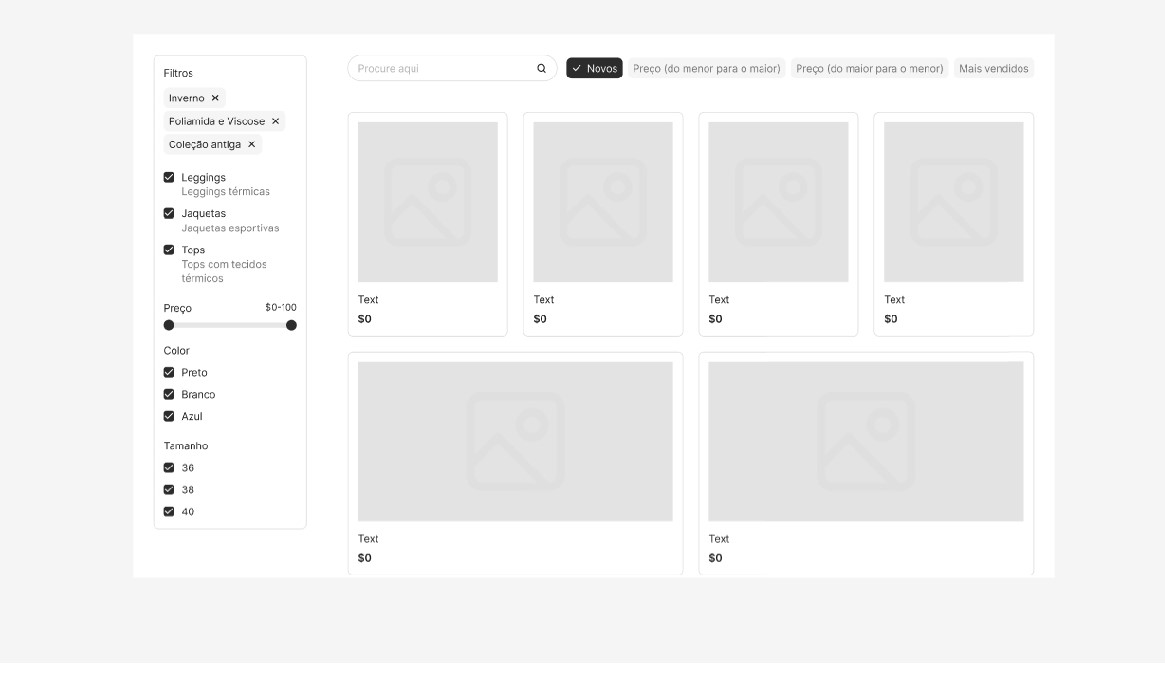 Filtros
Inverno
Poliamida e Viscose
Coleção antiga
Leggings
Leggings térmicas
Jaquetas
Jaquetas esportivas
Tops
Tops com tecidos
térmicos
Preço $0-100
Color
Preto
Branco
Azul
Tamanho
36
38
40
Procure aqui
Novos
Preço (do menor para o maior)
Preço (do maior para o menor)
Mais vendidos
Text
$0
Text
$0
Text
$0
Text
$0
Text
$0
Text
$0